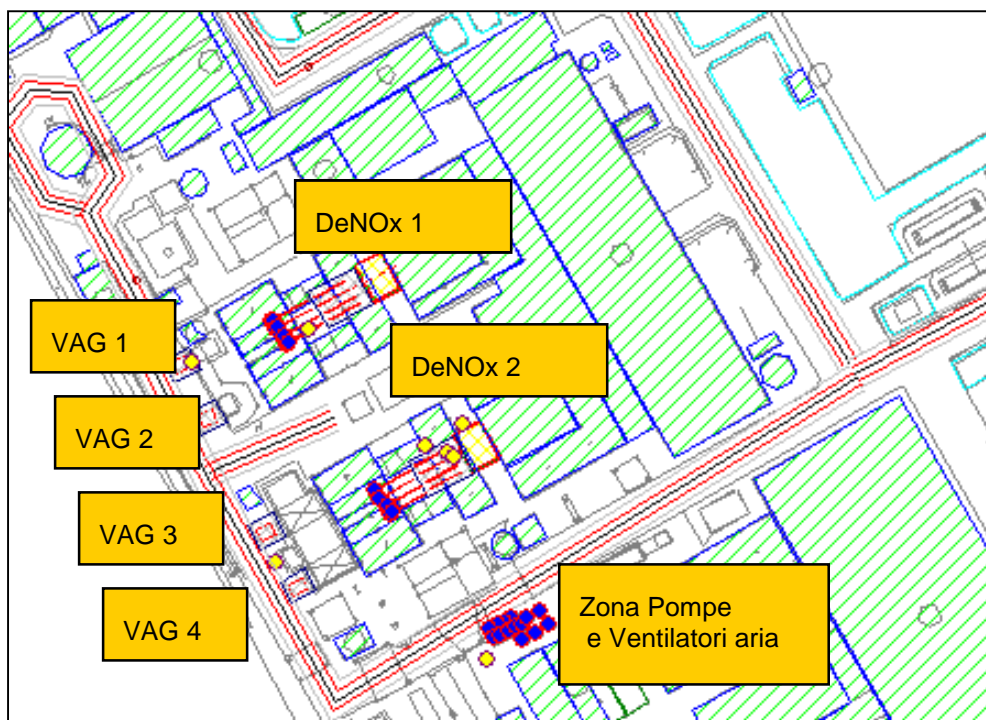 DeNOx 1
VAG 1
DeNOx 2
VAG 2
VAG 3
VAG 4
Zona Pompe
e Ventilatori aria